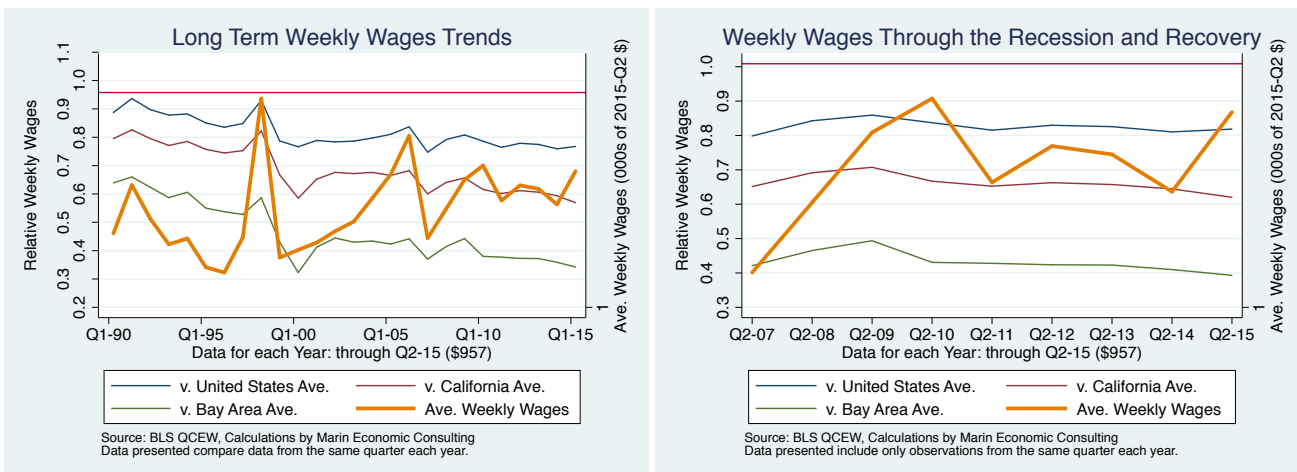 Long Term Weekly Wages Trends
Relative Weekly Wages
1.1
1.0
0.9
0.8
0.7
0.6
0.5
0.4
0.3
0.2
1
Ave. Weekly Wages (000s of 2015-Q2 $)
Q1-90 Q1-95 Q1-00 Q1-05 Q1-10 Q1-15
Data for each Year: through Q2-15 ($957)
v. United States Ave. v. California Ave.
v. Bay Area Ave. Ave. Weekly Wages
Source: BLS QCEW, Calculations by Marin Economic Consulting
Data presented compare data from the same quarter each year.
Weekly Wages Through the Recession and Recovery
Relative Weekly Wages
1.0
0.9
0.8
0.7
0.6
0.5
0.4
0.3
1
Ave. Weekly Wages (000s of 2015-Q2 $)
Q2-07 Q2-08 Q2-09 Q2-10 Q2-11 Q2-12 Q2-13 Q2-14 Q2-15
Data for each Year: through Q2-15 ($957)
v. United States Ave. v. California Ave.
v. Bay Area Ave. Ave. Weekly Wages
Source: BLS QCEW, Calculations by Marin Economic Consulting
Data presented include only observations from the same quarter each year.